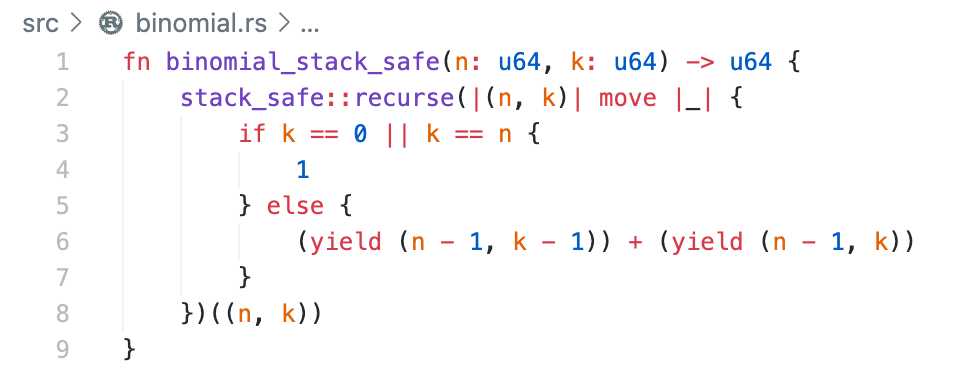 src > binomial.rs > ...
1 fn binomial_stack_safe(n: u64, k: u64) -> u64 {
2     stack_safe::recurse(|(n, k)| move |_| {
3         if k == 0 || k == n {
4             1
5         } else {
6             (yield (n - 1, k - 1)) + (yield (n - 1, k))
7         }
8     })((n, k))
9 }